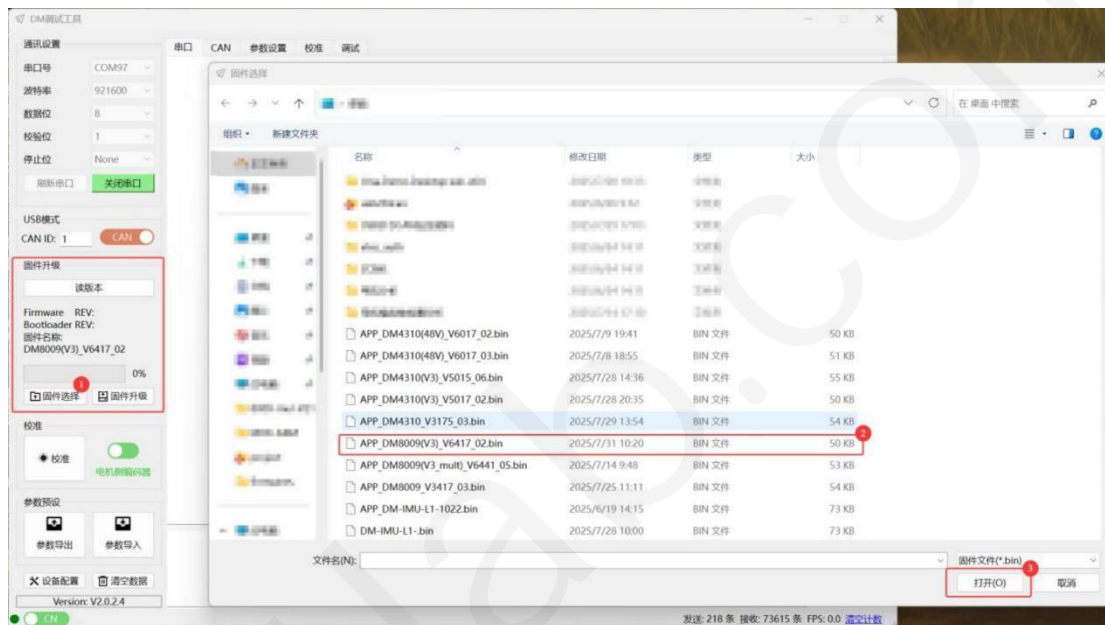 DM调试工具
通讯设置
串口 CAN 参数设置 校准 调试
串口号 COM97
波特率 921600
数据位 8
校验位 1
停止位 None
刷新串口 关闭串口
USB模式
CAN ID: 1 CAN
固件升级
读版本
Firmware REV:
Bootloader REV:
固件名称:
DM8009(V3)_V6417_02
0%
1
固件选择 固件升级
校准
校准 电机侧编码器
参数预设
参数导出 参数导入
设备配置 清空数据
Version: V2.0.2.4
CN
固件选择
在 桌面 中搜索
组织 新建文件夹
名称 修改日期 类型 大小
APP_DM4310(48V)_V6017_02.bin 2025/7/9 19:41 BIN 文件 50 KB
APP_DM4310(48V)_V6017_03.bin 2025/7/8 18:55 BIN 文件 51 KB
APP_DM4310(V3)_V5015_06.bin 2025/7/28 14:36 BIN 文件 55 KB
APP_DM4310(V3)_V5017_02.bin 2025/7/28 20:35 BIN 文件 50 KB
APP_DM4310_V3175_03.bin 2025/7/29 13:54 BIN 文件 54 KB
2
APP_DM8009(V3)_V6417_02.bin 2025/7/31 10:20 BIN 文件 50 KB
APP_DM8009(V3_mult)_V6441_05.bin 2025/7/14 9:48 BIN 文件 53 KB
APP_DM8009_V3417_03.bin 2025/7/25 11:11 BIN 文件 54 KB
APP_DM-IMU-L1-1022.bin 2025/6/19 14:15 BIN 文件 73 KB
DM-IMU-L1-.bin 2025/7/28 10:00 BIN 文件 73 KB
文件名(N): 固件文件(*.bin)
3
打开(O) 取消
发送: 218 条 接收: 73615 条 FPS: 0.0 清空计数